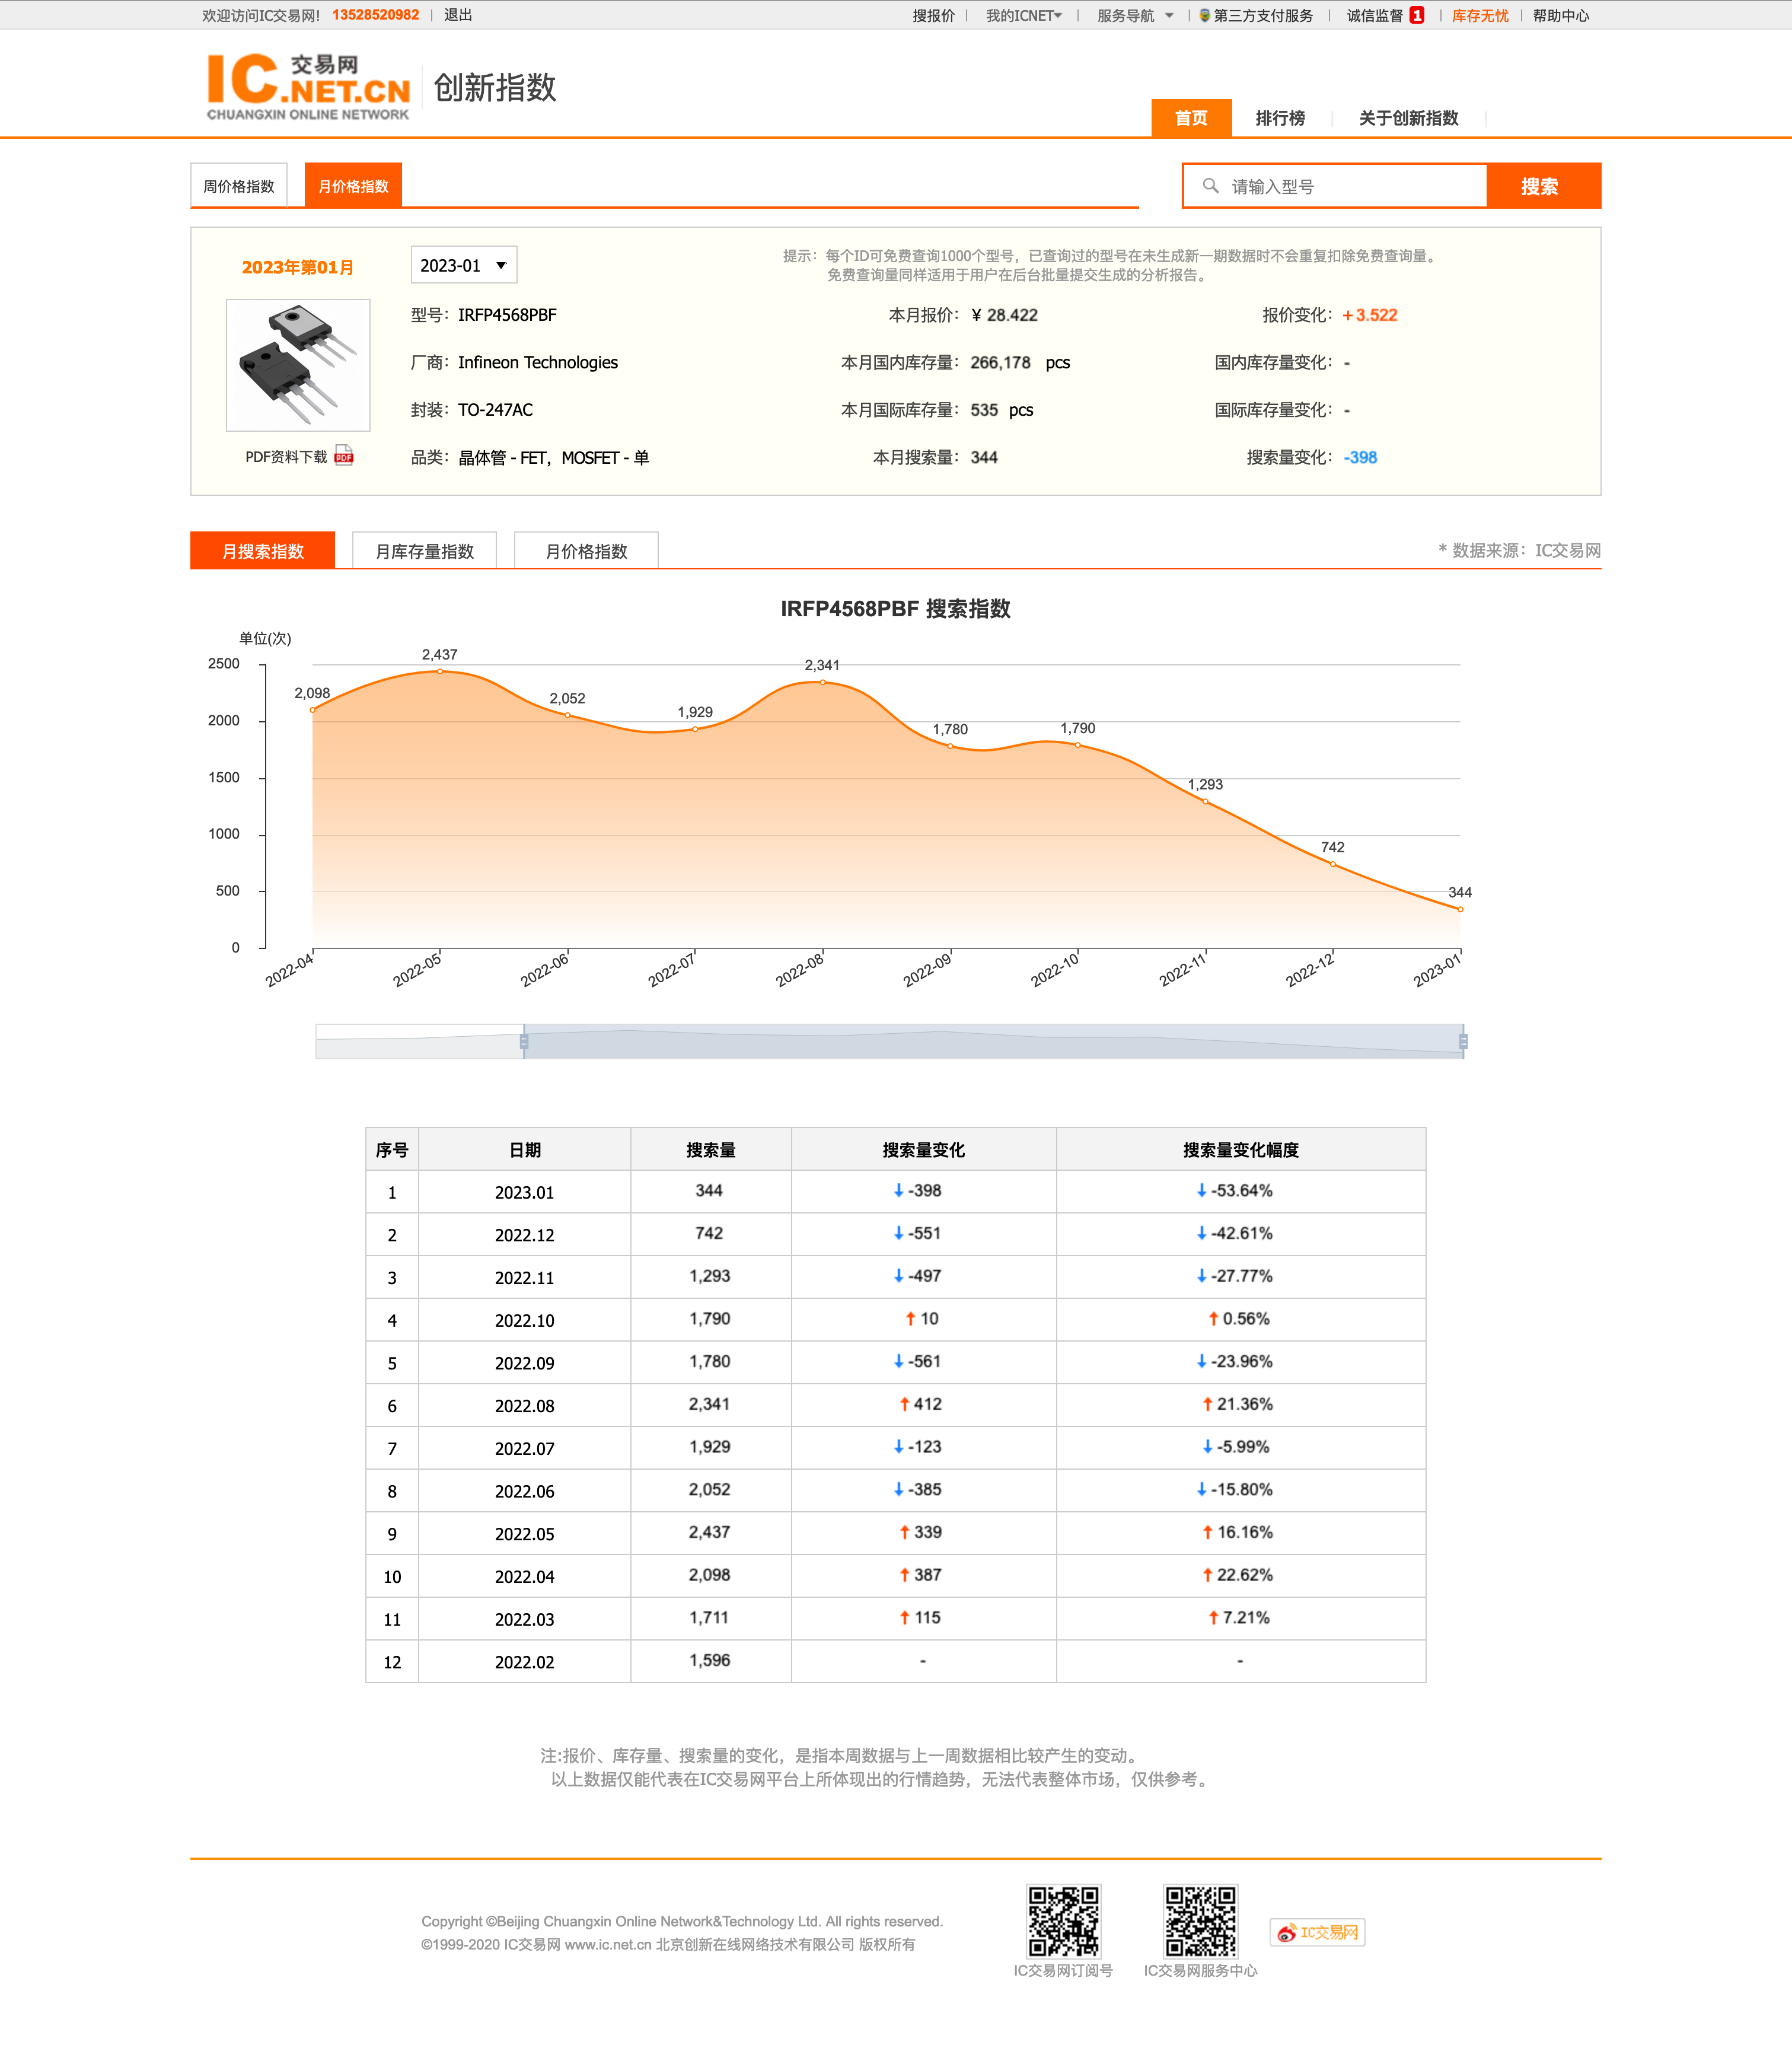 欢迎访问IC交易网! 13528520982 | 退出 搜报价 | 我的ICNET | 服务导航 | 第三方支付服务 | 诚信监督 1 | 库存无忧 | 帮助中心
IC交易网.NET.CN
CHUANGXIN ONLINE NETWORK
创新指数
首页 排行榜 关于创新指数
周价格指数 月价格指数 请输入型号 搜索
2023年第01月 2023-01 提示：每个ID可免费查询1000个型号，已查询过的型号在未生成新一期数据时不会重复扣除免费查询量。
免费查询量同样适用于用户在后台批量提交生成的分析报告。
型号：IRFP4568PBF 本月报价：¥ 28.422 报价变化：+3.522
厂商：Infineon Technologies 本月国内库存量：266,178 pcs 国内库存量变化：-
封装：TO-247AC 本月国际库存量：535 pcs 国际库存量变化：-
PDF资料下载 PDF 品类：晶体管 - FET，MOSFET - 单 本月搜索量：344 搜索量变化：-398
月搜索指数 月库存量指数 月价格指数 * 数据来源：IC交易网
IRFP4568PBF 搜索指数
单位(次)
2500
2000
1500
1000
500
0
2,098 2,437 2,052 1,929 2,341 1,780 1,790 1,293 742 344
2022-04 2022-05 2022-06 2022-07 2022-08 2022-09 2022-10 2022-11 2022-12 2023-01
序号 日期 搜索量 搜索量变化 搜索量变化幅度
1 2023.01 344 ↓ -398 ↓ -53.64%
2 2022.12 742 ↓ -551 ↓ -42.61%
3 2022.11 1,293 ↓ -497 ↓ -27.77%
4 2022.10 1,790 ↑ 10 ↑ 0.56%
5 2022.09 1,780 ↓ -561 ↓ -23.96%
6 2022.08 2,341 ↑ 412 ↑ 21.36%
7 2022.07 1,929 ↓ -123 ↓ -5.99%
8 2022.06 2,052 ↓ -385 ↓ -15.80%
9 2022.05 2,437 ↑ 339 ↑ 16.16%
10 2022.04 2,098 ↑ 387 ↑ 22.62%
11 2022.03 1,711 ↑ 115 ↑ 7.21%
12 2022.02 1,596 - -
注:报价、库存量、搜索量的变化，是指本周数据与上一周数据相比较产生的变动。
以上数据仅能代表在IC交易网平台上所体现出的行情趋势，无法代表整体市场，仅供参考。
Copyright ©Beijing Chuangxin Online Network&Technology Ltd. All rights reserved.
©1999-2020 IC交易网 www.ic.net.cn 北京创新在线网络技术有限公司 版权所有
IC交易网订阅号 IC交易网服务中心 IC交易网